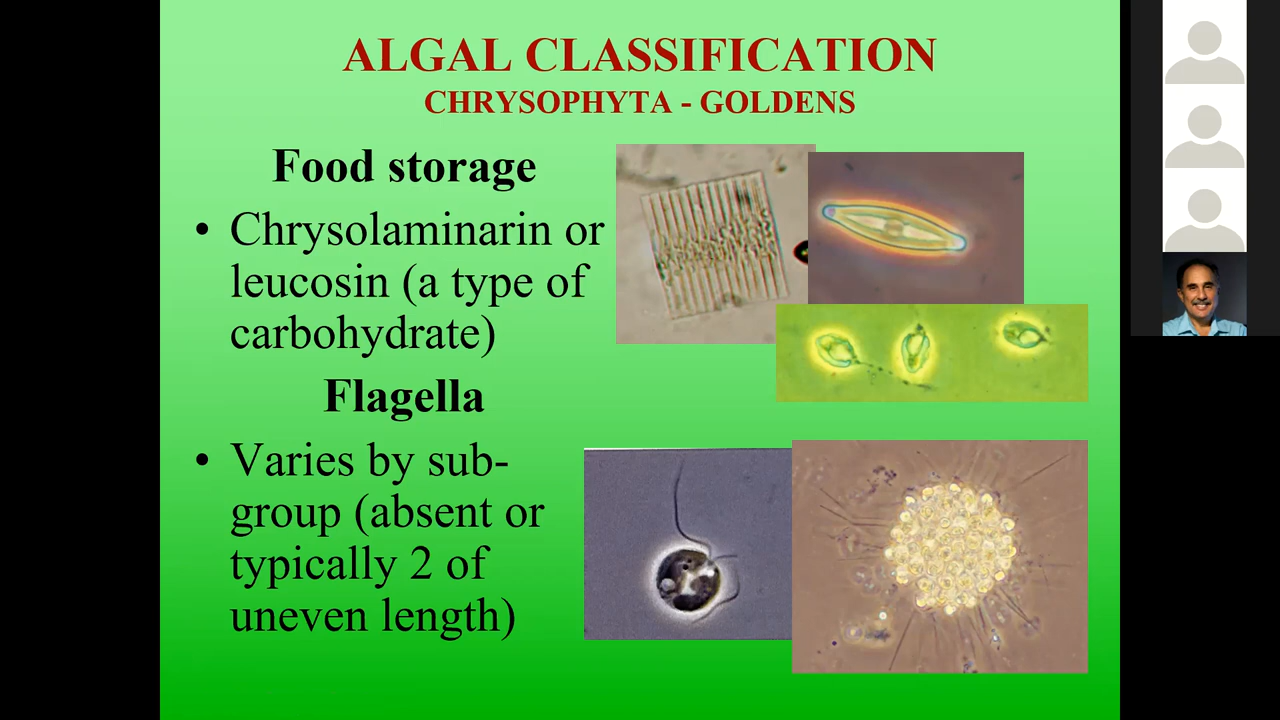 ALGAL CLASSIFICATION
CHRYSOPHYTA - GOLDENS
Food storage
• Chrysolaminarin or
leucosin (a type of
carbohydrate)
Flagella
• Varies by sub-
group (absent or
typically 2 of
uneven length)